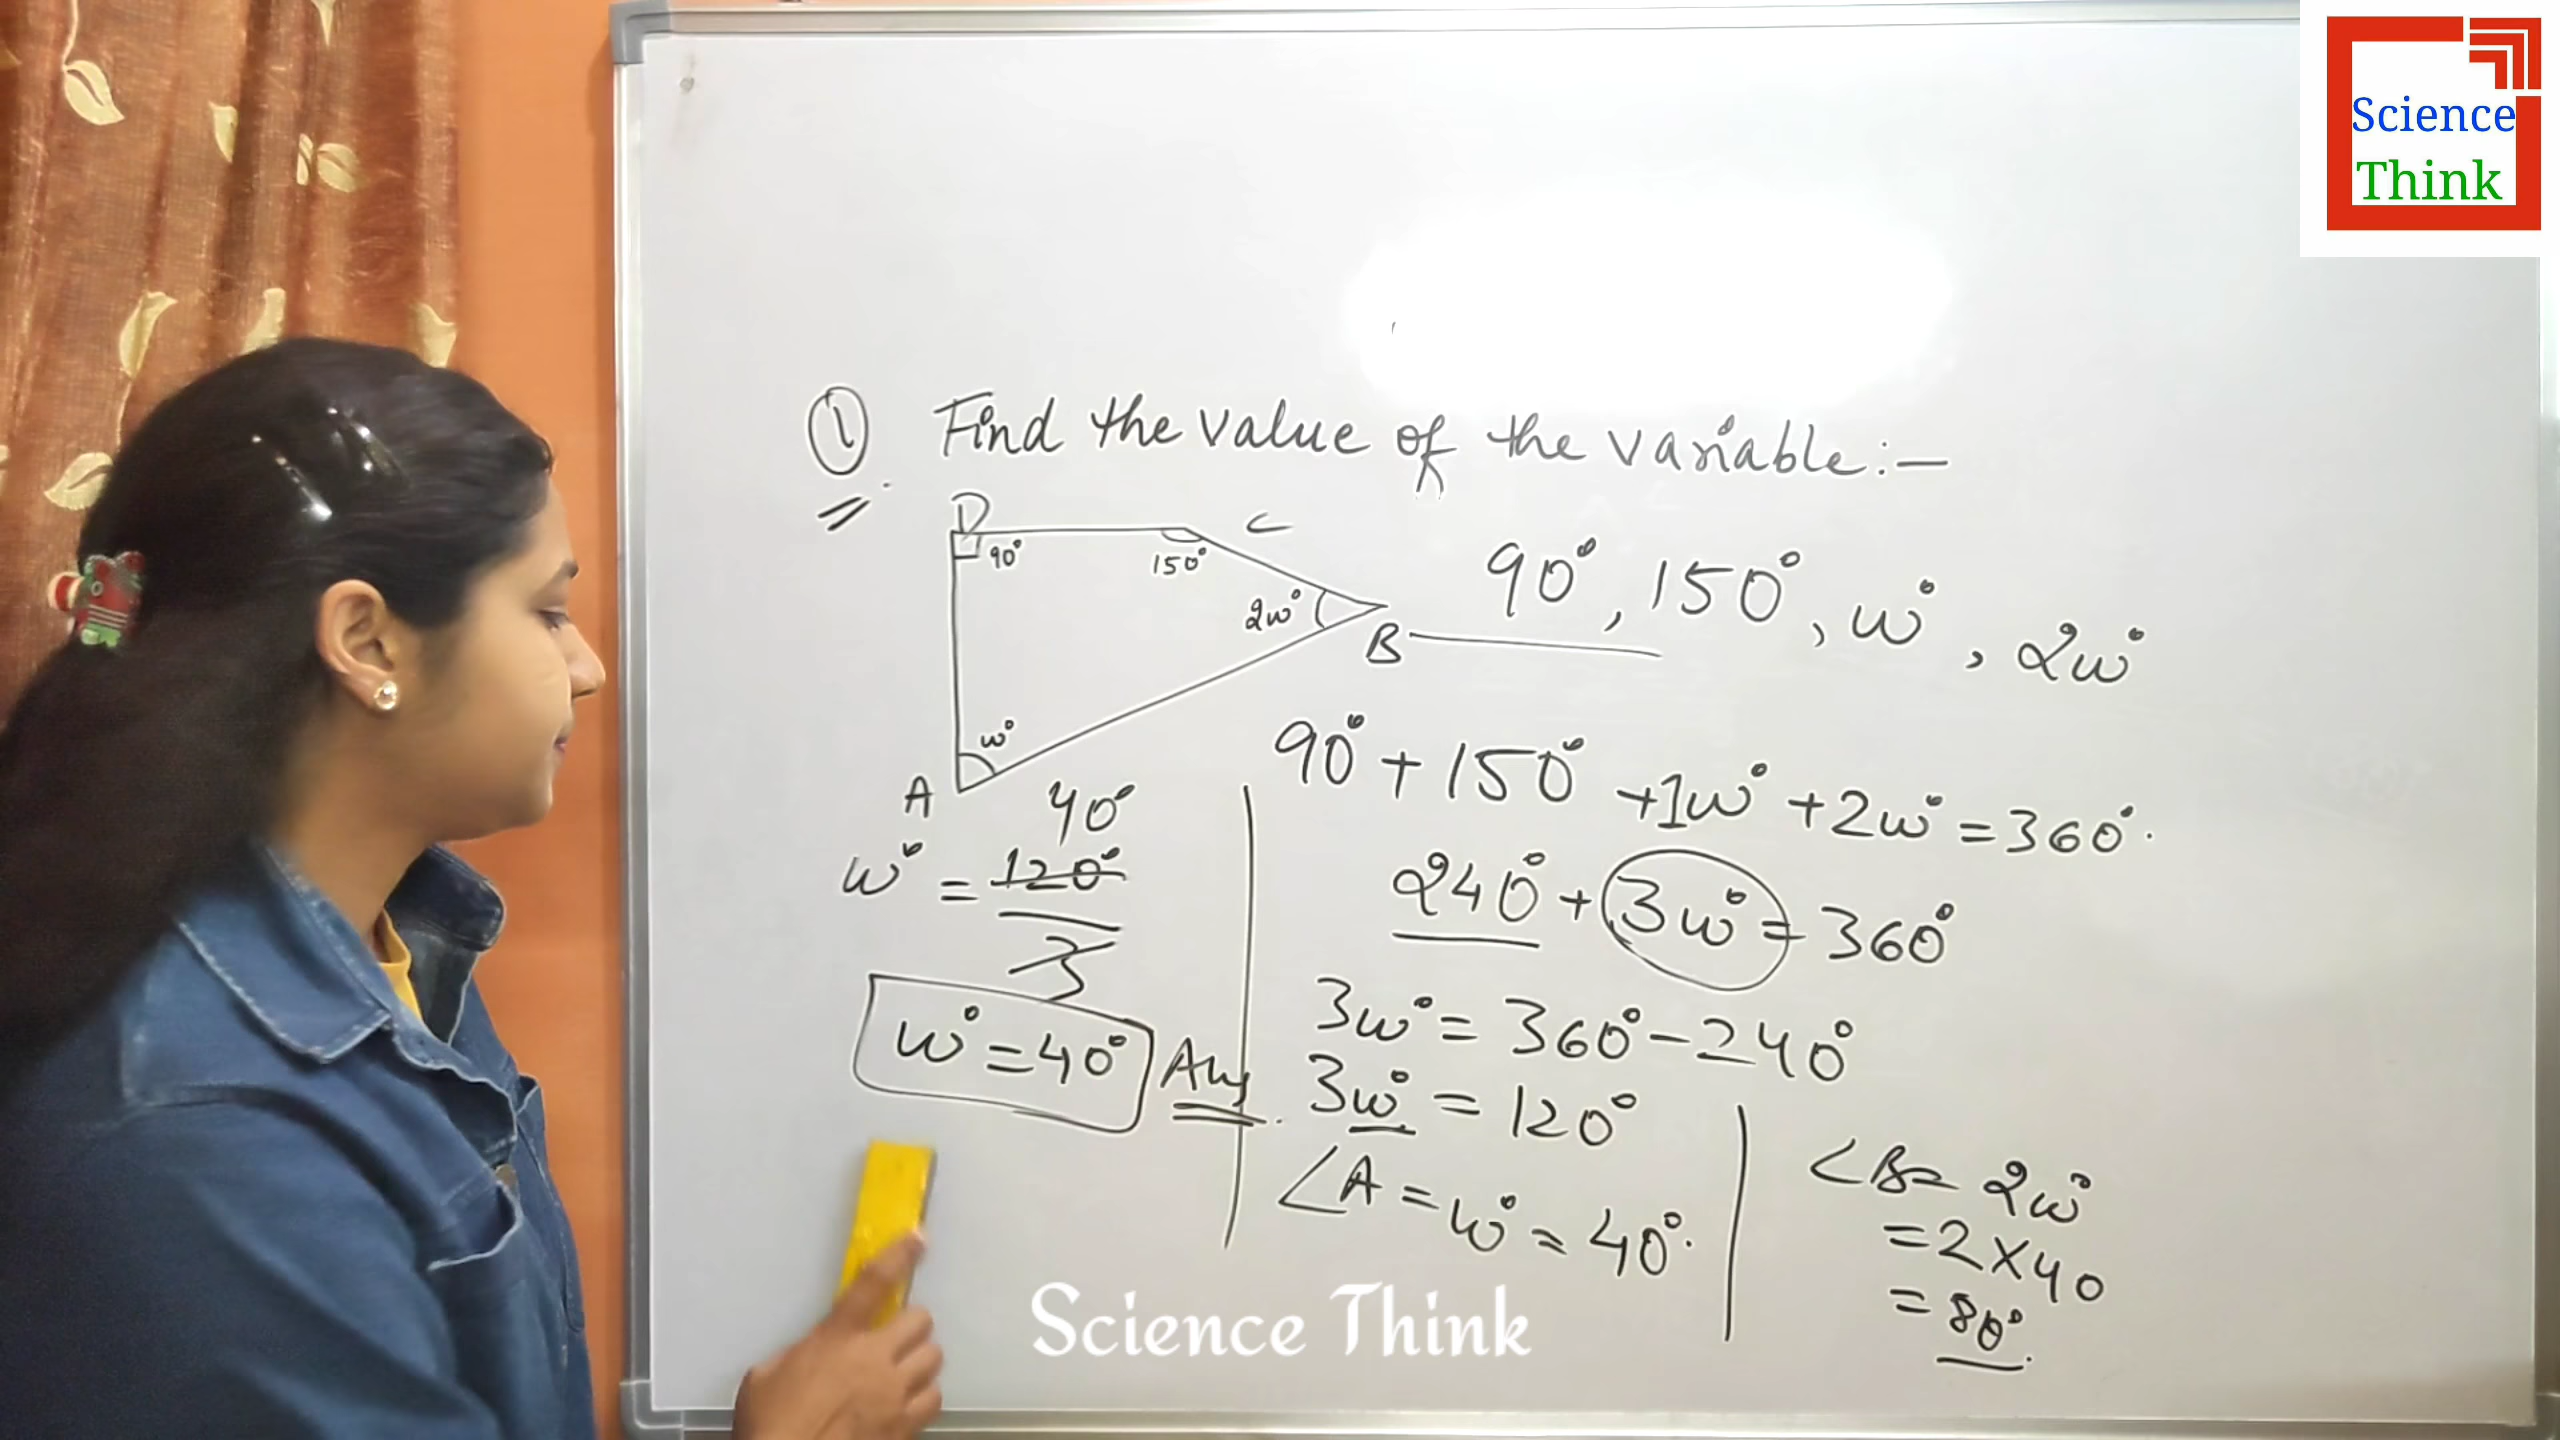 Science
Think
① Find the value of the variable:-
D
C
90°
150°
2w°
B
w°
A
90°, 150°, w°, 2w°
90° + 150° + 1w° + 2w° = 360°.
240° + 3w° = 360°
3w° = 360° - 240°
3w° = 120°
∠A = w° = 40°.
40°
w° = 120°
3
w° = 40° Ans.
∠B = 2w°
= 2 × 40
= 80°.
Science Think